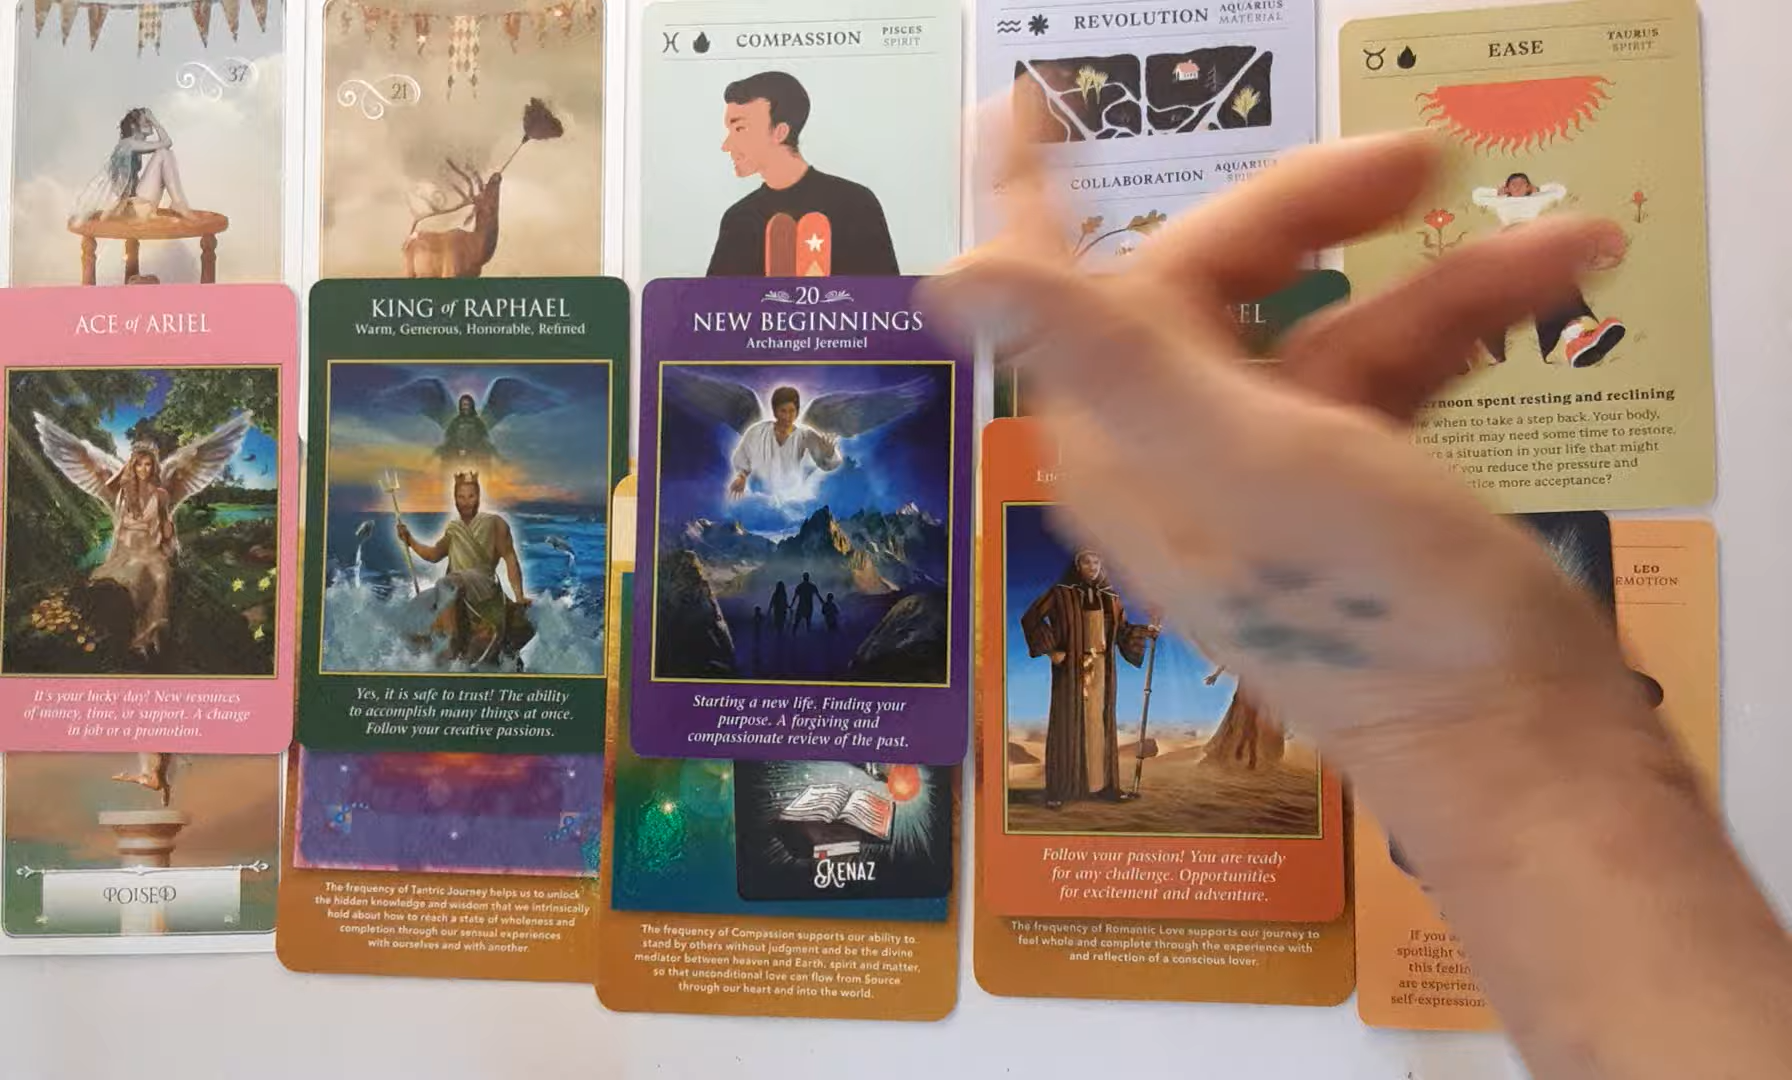 37
21
COMPASSION
PISCES
SPIRIT
REVOLUTION
AQUARIUS
MATERIAL
COLLABORATION
EASE
TAURUS
SPIRIT
noon spent resting and reclining
when to take a step back. Your body,
and spirit may need some time to restore.
a situation in your life that might
you reduce the pressure and
more acceptance?
ACE of ARIEL
It's your lucky day! New resources
of money, time, or support. A change
in job or a promotion.
POISED
KING of RAPHAEL
Warm, Generous, Honorable, Refined
Yes, it is safe to trust! The ability
to accomplish many things at once.
Follow your creative passions.
The frequency of Tantric Journey helps us to unlock
the hidden knowledge and wisdom that we intrinsically
hold about how to reach a state of wholeness and
completion through our sensual experiences
with ourselves and with another.
20
NEW BEGINNINGS
Archangel Jeremiel
Starting a new life. Finding your
purpose. A forgiving and
compassionate review of the past.
KENAZ
The frequency of Compassion supports our ability to
stand by others without judgment and be the divine
mediator between heaven and Earth, spirit and matter,
so that unconditional love can flow from Source
through our heart and into the world.
EL
Follow your passion! You are ready
for any challenge. Opportunities
for excitement and adventure.
The frequency of Romantic Love supports our journey to
feel whole and complete through the experience with
and reflection of a conscious lover.
LEO
EMOTION
If you
spotlight
this
are
self-expression